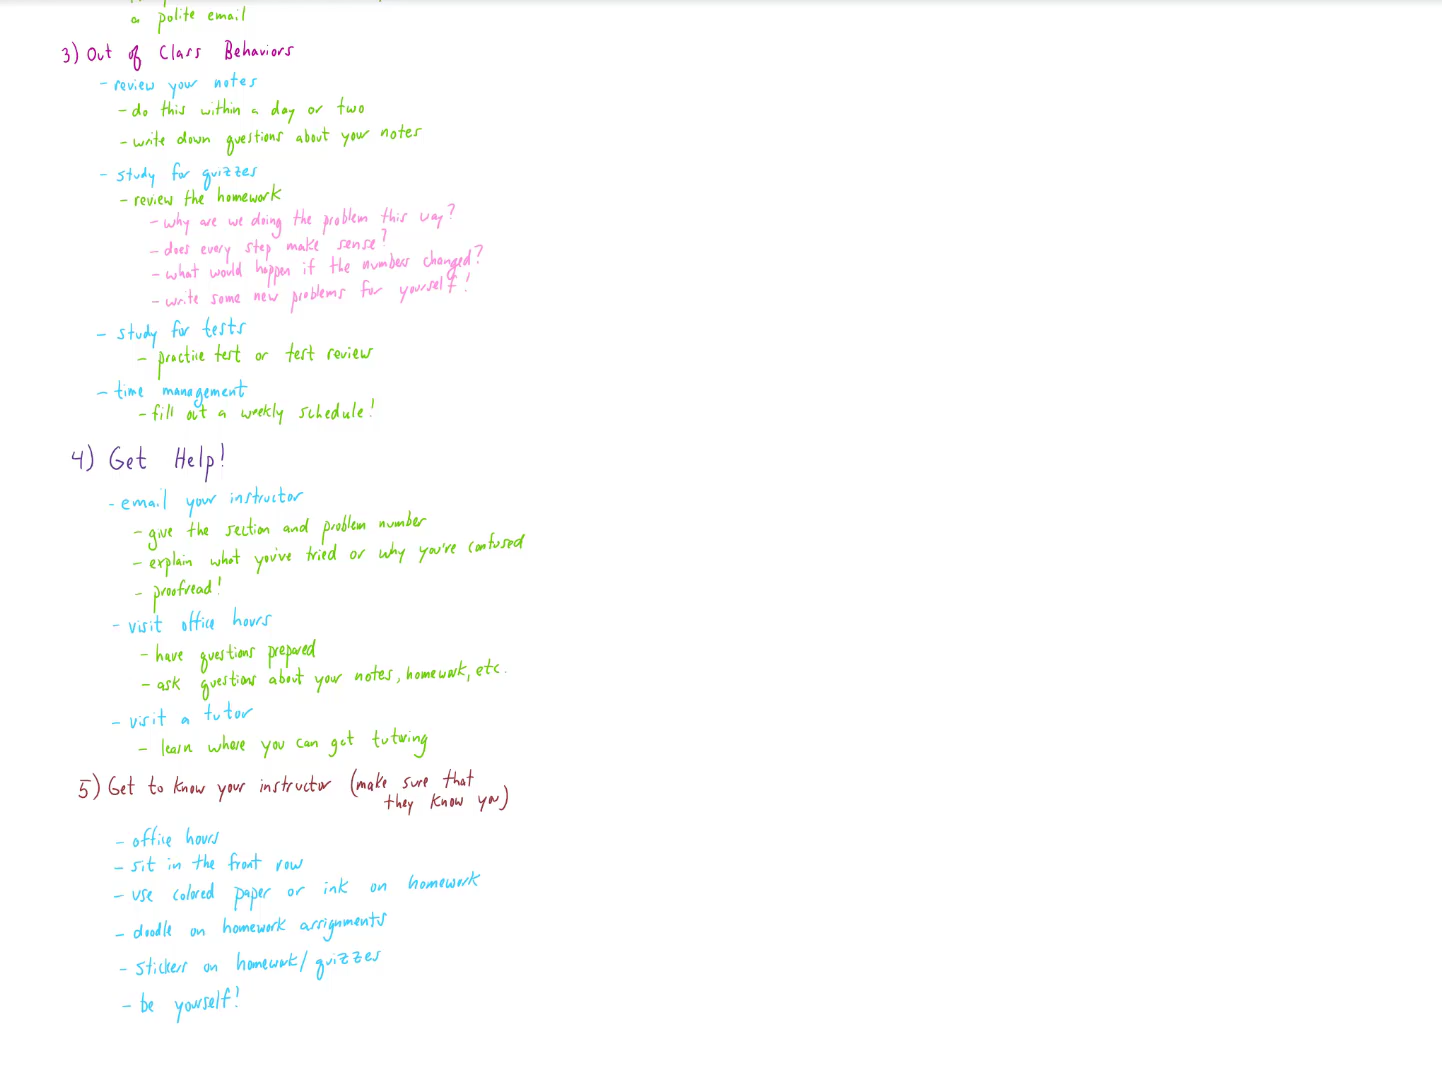 a polite email
3) Out of Class Behaviors
- review your notes
- do this within a day or two
- write down questions about your notes
- study for quizzes
- review the homework
- why are we doing the problem this way?
- does every step make sense?
- what would happen if the numbers changed?
- write some new problems for yourself!
- study for tests
- practice test or test review
- time management
- fill out a weekly schedule!
4) Get Help!
- email your instructor
- give the section and problem number
- explain what you've tried or why you're confused
- proofread!
- visit office hours
- have questions prepared
- ask questions about your notes, homework, etc.
- visit a tutor
- learn where you can get tutoring
5) Get to know your instructor (make sure that
they know you)
- office hours
- sit in the front row
- use colored paper or ink on homework
- doodle on homework assignments
- stickers on homework/quizzes
- be yourself!